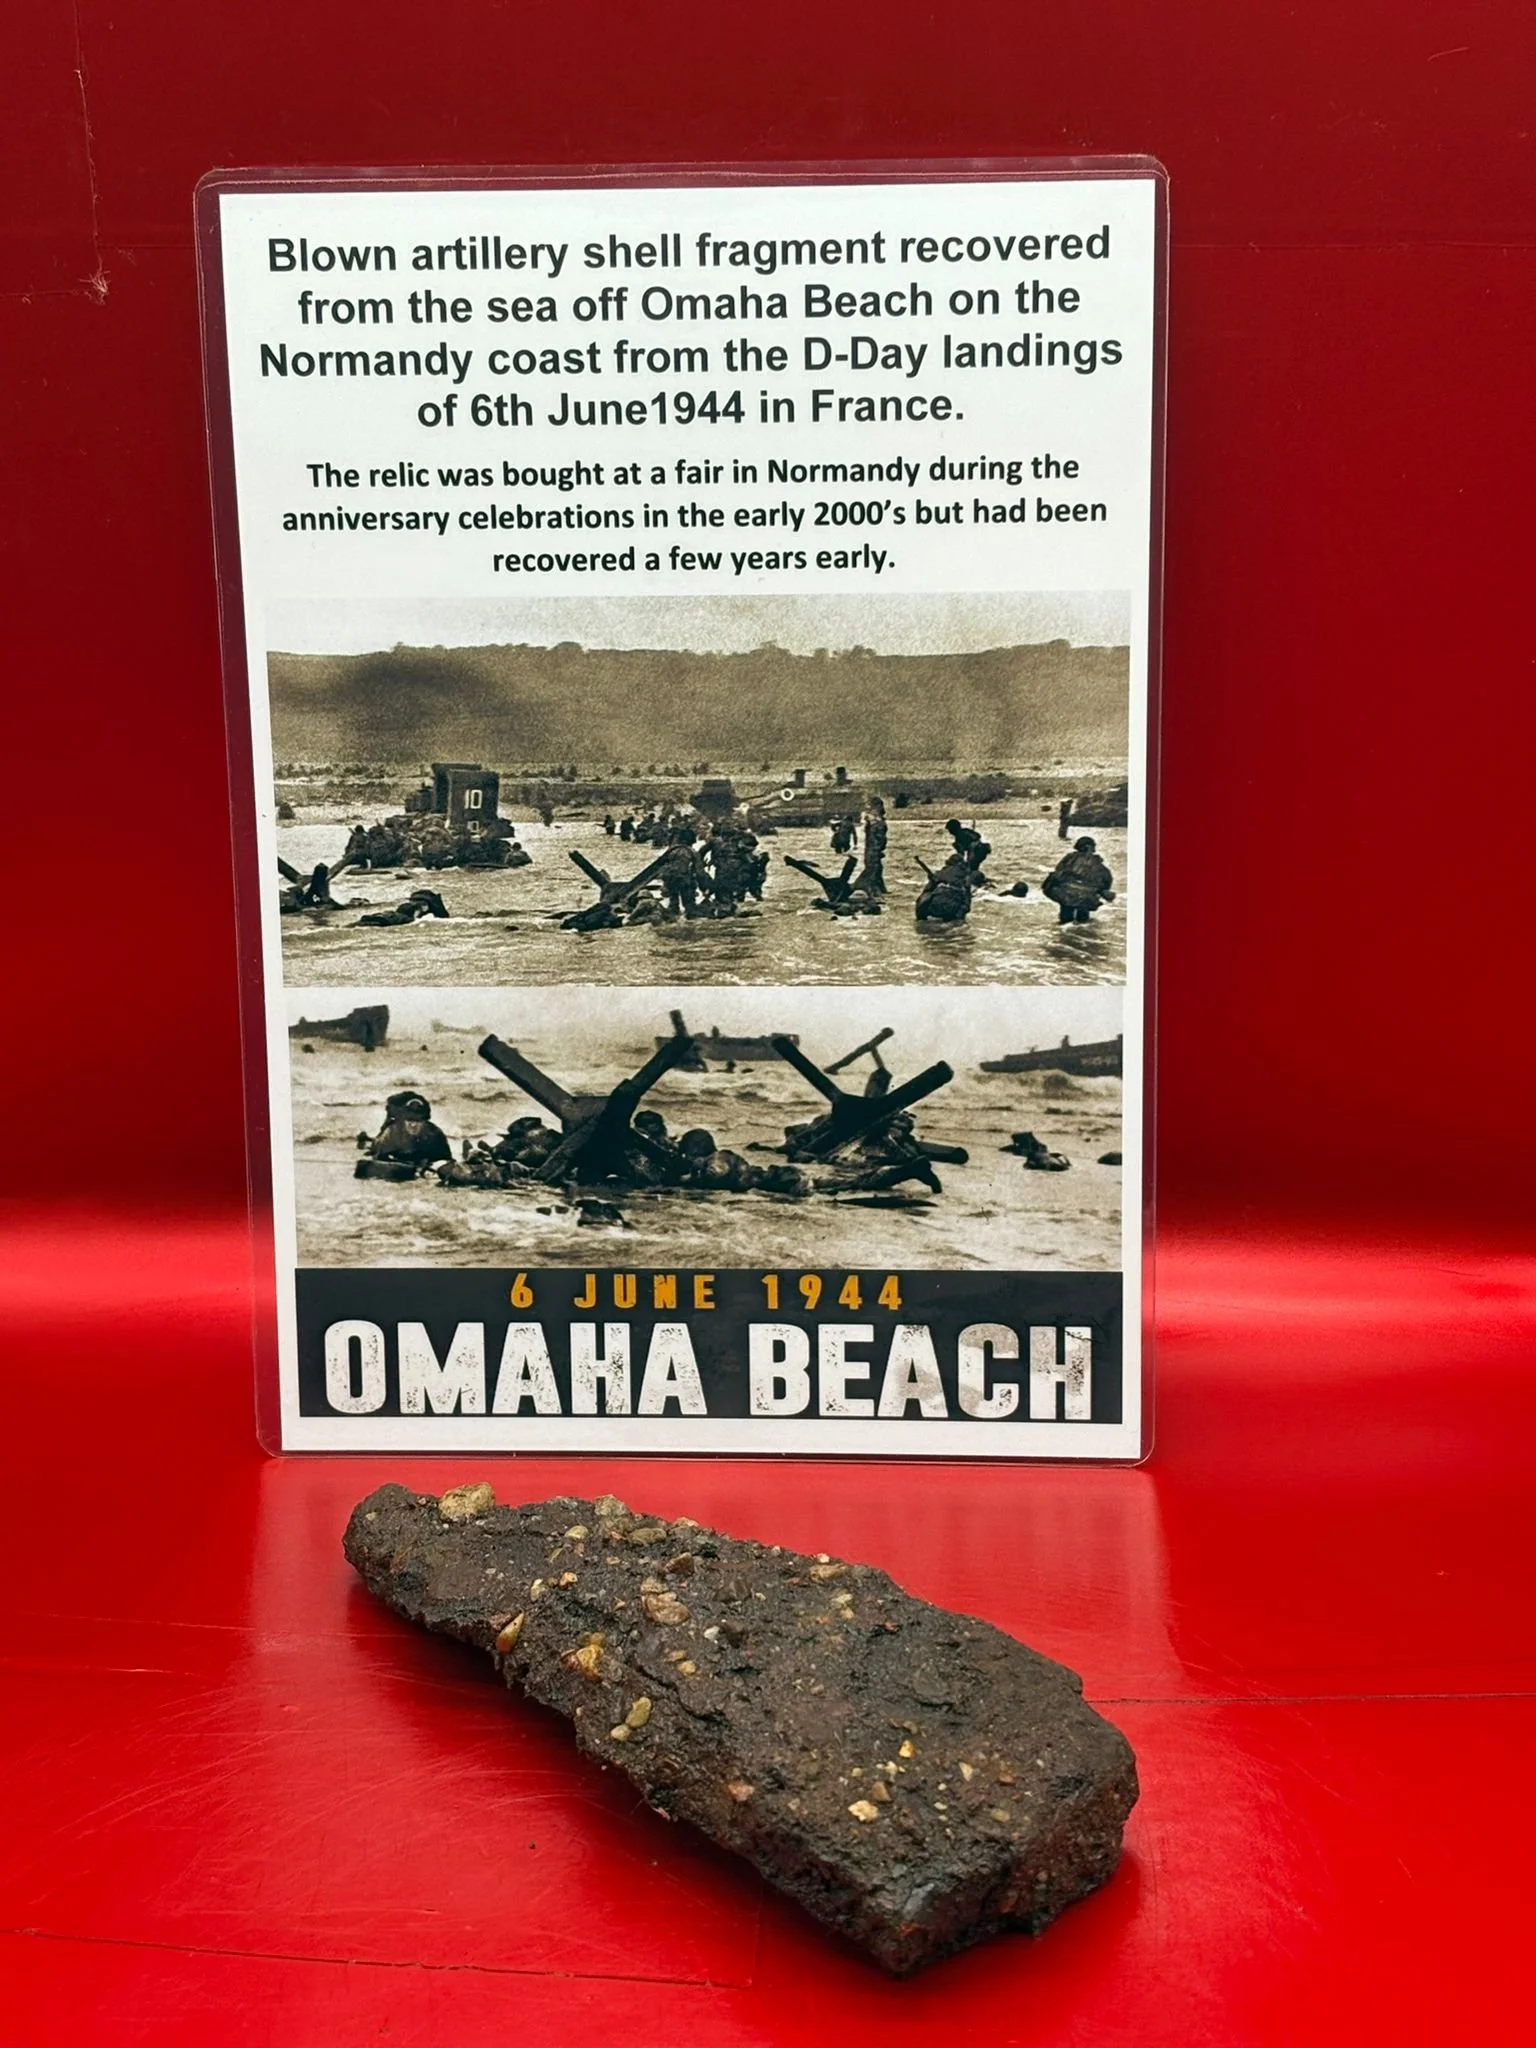 Blown artillery shell fragment recovered
from the sea off Omaha Beach on the
Normandy coast from the D-Day landings
of 6th June1944 in France.
The relic was bought at a fair in Normandy during the
anniversary celebrations in the early 2000's but had been
recovered a few years early.
10
6 JUNE 1944
OMAHA BEACH